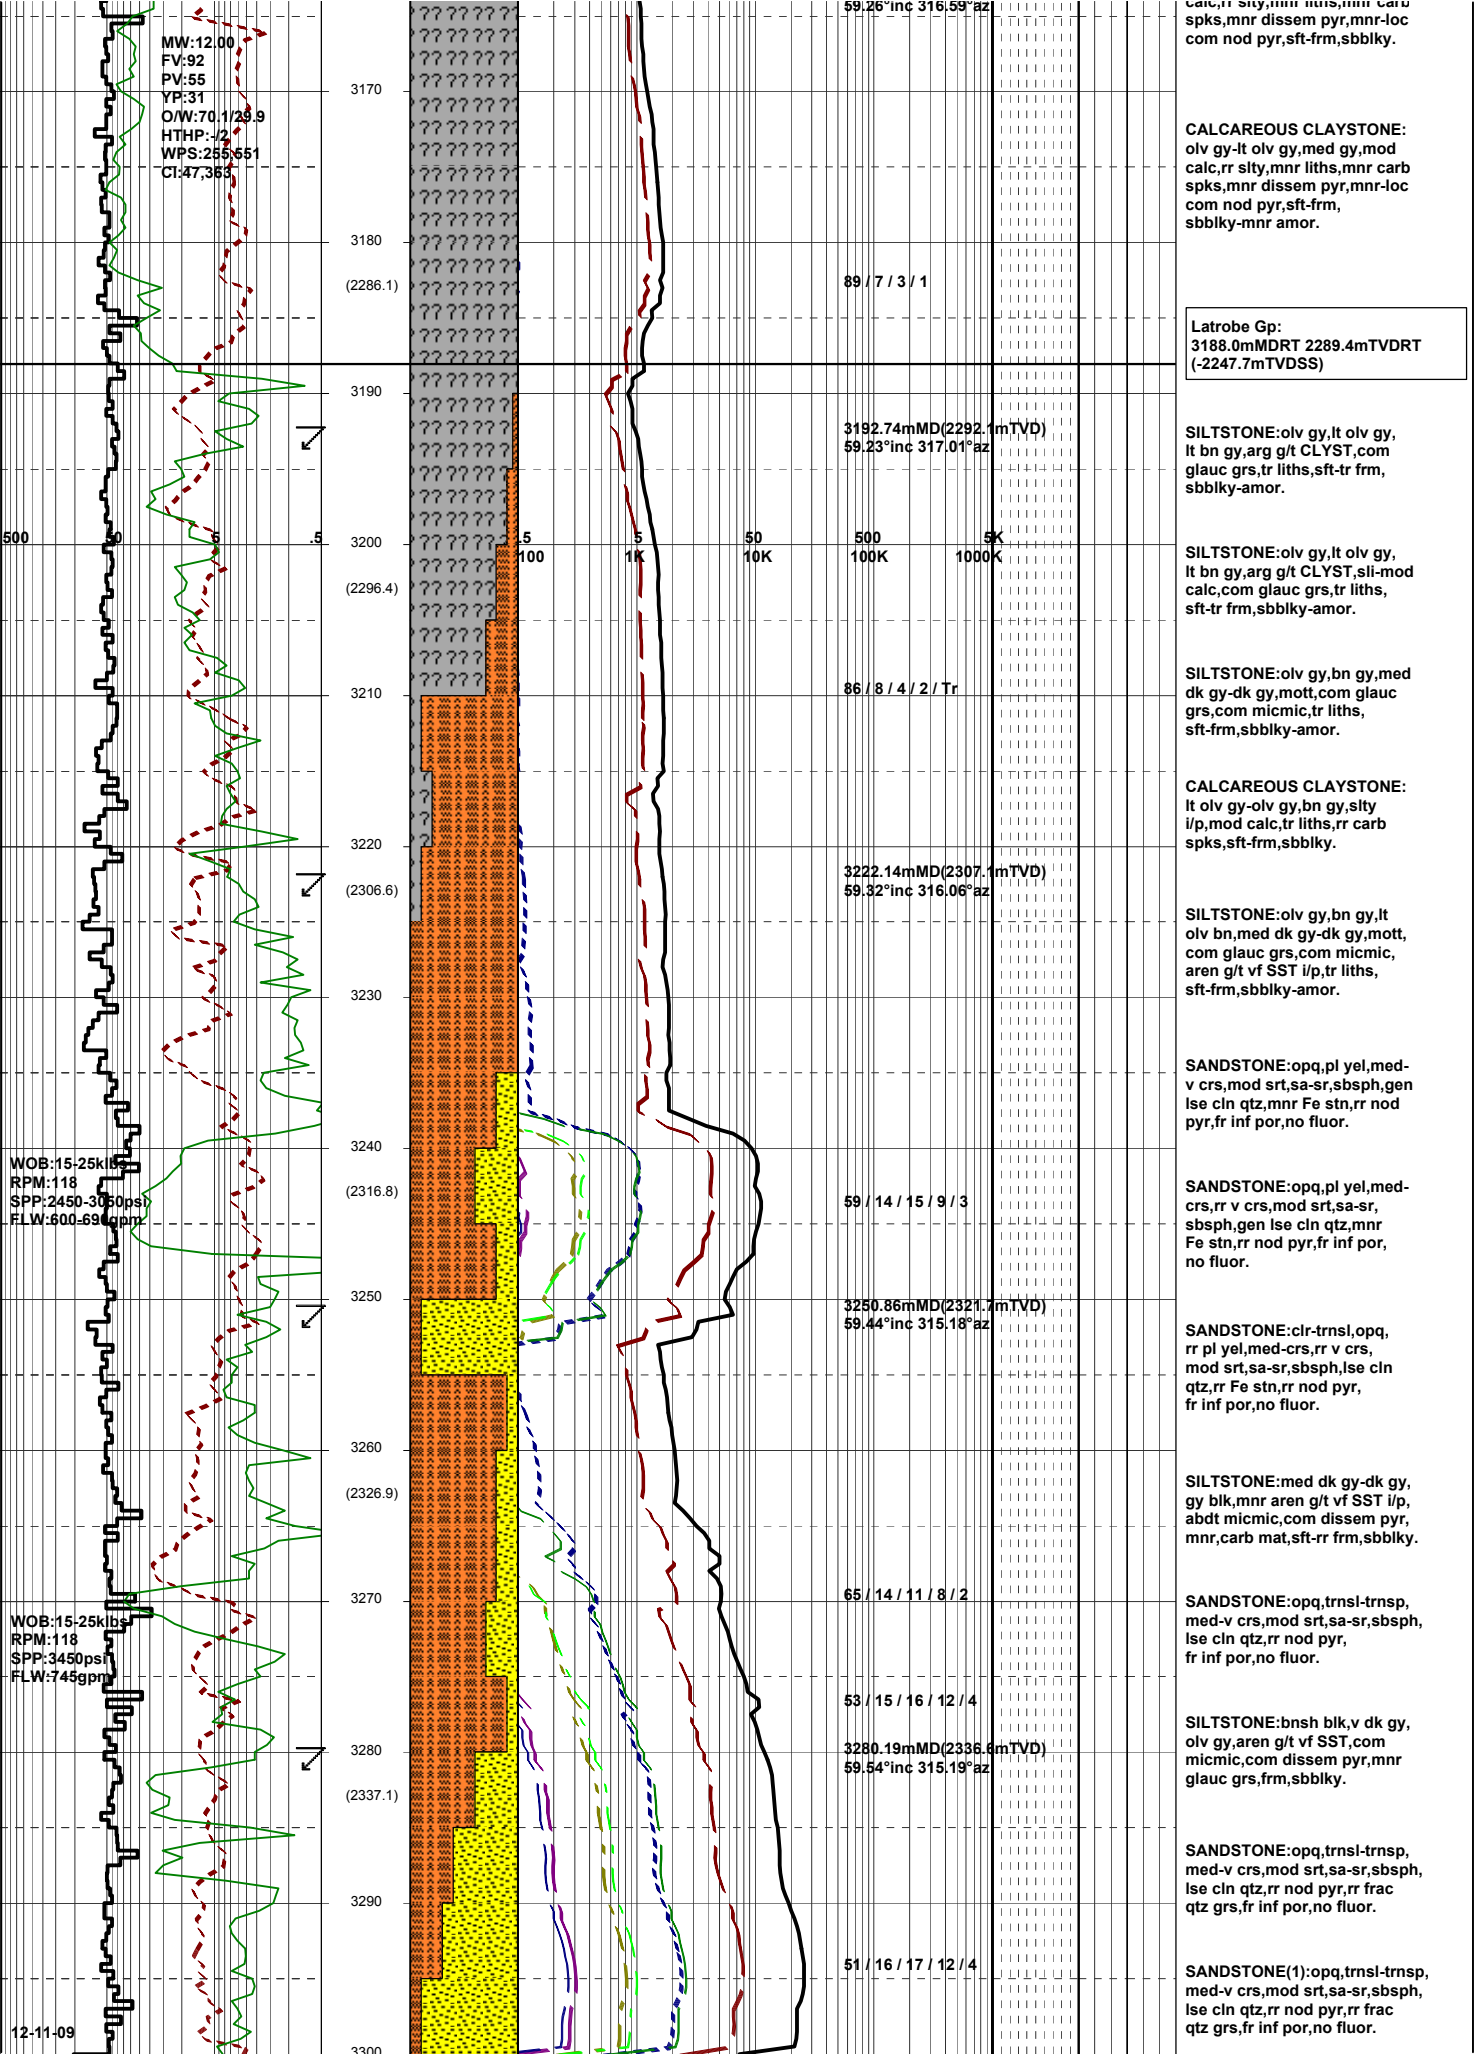 59.26°inc 316.59°az
calc,rr slty,mnr liths,mnr carb
spks,mnr dissem pyr,mnr-loc
com nod pyr,sft-frm,sbblky.
MW:12.00
FV:92
PV:55
YP:31
O/W:70.1/29.9
HTHP:-/2
WPS:255,551
Cl:47,363
3170
CALCAREOUS CLAYSTONE:
olv gy-lt olv gy,med gy,mod
calc,rr slty,mnr liths,mnr carb
spks,mnr dissem pyr,mnr-loc
com nod pyr,sft-frm,
sbblky-mnr amor.
3180
(2286.1)
89 / 7 / 3 / 1
Latrobe Gp:
3188.0mMDRT 2289.4mTVDRT
(-2247.7mTVDSS)
3190
3192.74mMD(2292.1mTVD)
59.23°inc 317.01°az
SILTSTONE:olv gy,lt olv gy,
lt bn gy,arg g/t CLYST,com
glauc grs,tr liths,sft-tr frm,
sbblky-amor.
500 50 5 .5
3200
.5 5 50 500 5K
100 1K 10K 100K 1000K
(2296.4)
SILTSTONE:olv gy,lt olv gy,
lt bn gy,arg g/t CLYST,sli-mod
calc,com glauc grs,tr liths,
sft-tr frm,sbblky-amor.
3210
86 / 8 / 4 / 2 / Tr
SILTSTONE:olv gy,bn gy,med
dk gy-dk gy,mott,com glauc
grs,com micmic,tr liths,
sft-frm,sbblky-amor.
CALCAREOUS CLAYSTONE:
lt olv gy-olv gy,bn gy,slty
i/p,mod calc,tr liths,rr carb
spks,sft-frm,sbblky.
3220
(2306.6)
3222.14mMD(2307.1mTVD)
59.32°inc 316.06°az
SILTSTONE:olv gy,bn gy,lt
olv bn,med dk gy-dk gy,mott,
com glauc grs,com micmic,
aren g/t vf SST i/p,tr liths,
sft-frm,sbblky-amor.
3230
SANDSTONE:opq,pl yel,med-
v crs,mod srt,sa-sr,sbsph,gen
lse cln qtz,mnr Fe stn,rr nod
pyr,fr inf por,no fluor.
3240
WOB:15-25klbs
RPM:118
SPP:2450-3050psi
FLW:600-690gpm
(2316.8)
59 / 14 / 15 / 9 / 3
SANDSTONE:opq,pl yel,med-
crs,rr v crs,mod srt,sa-sr,
sbsph,gen lse cln qtz,mnr
Fe stn,rr nod pyr,fr inf por,
no fluor.
3250
3250.86mMD(2321.7mTVD)
59.44°inc 315.18°az
SANDSTONE:clr-trnsl,opq,
rr pl yel,med-crs,rr v crs,
mod srt,sa-sr,sbsph,lse cln
qtz,rr Fe stn,rr nod pyr,
fr inf por,no fluor.
3260
(2326.9)
SILTSTONE:med dk gy-dk gy,
gy blk,mnr aren g/t vf SST i/p,
abdt micmic,com dissem pyr,
mnr,carb mat,sft-rr frm,sbblky.
3270
65 / 14 / 11 / 8 / 2
WOB:15-25klbs
RPM:118
SPP:3450psi
FLW:745gpm
SANDSTONE:opq,trnsl-trnsp,
med-v crs,mod srt,sa-sr,sbsph,
lse cln qtz,rr nod pyr,
fr inf por,no fluor.
53 / 15 / 16 / 12 / 4
3280
(2337.1)
3280.19mMD(2336.6mTVD)
59.54°inc 315.19°az
SILTSTONE:bnsh blk,v dk gy,
olv gy,aren g/t vf SST,com
micmic,com dissem pyr,mnr
glauc grs,frm,sbblky.
SANDSTONE:opq,trnsl-trnsp,
med-v crs,mod srt,sa-sr,sbsph,
lse cln qtz,rr nod pyr,rr frac
qtz grs,fr inf por,no fluor.
3290
51 / 16 / 17 / 12 / 4
SANDSTONE(1):opq,trnsl-trnsp,
med-v crs,mod srt,sa-sr,sbsph,
lse cln qtz,rr nod pyr,rr frac
qtz grs,fr inf por,no fluor.
12-11-09
3300